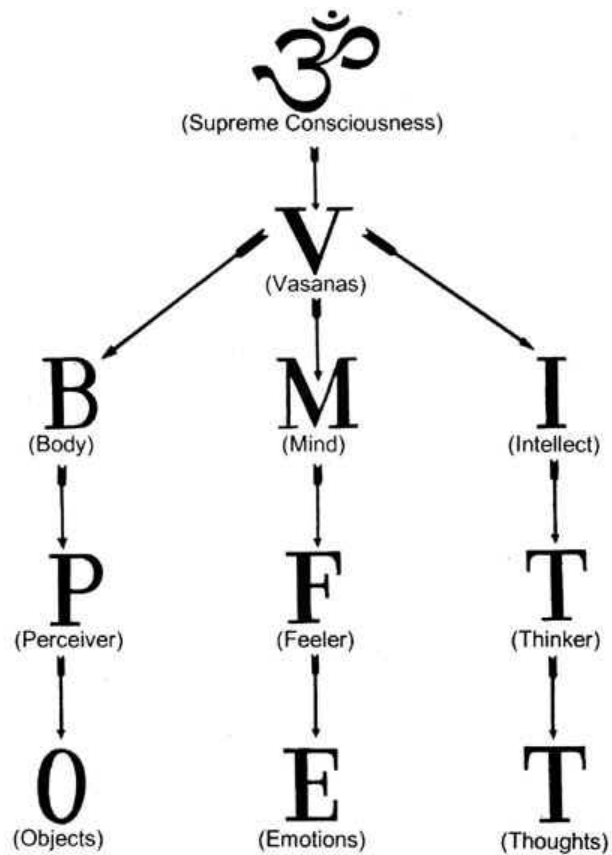 ॐ
(Supreme Consciousness)
V
(Vasanas)
B M I
(Body) (Mind) (Intellect)
P F T
(Perceiver) (Feeler) (Thinker)
O E T
(Objects) (Emotions) (Thoughts)